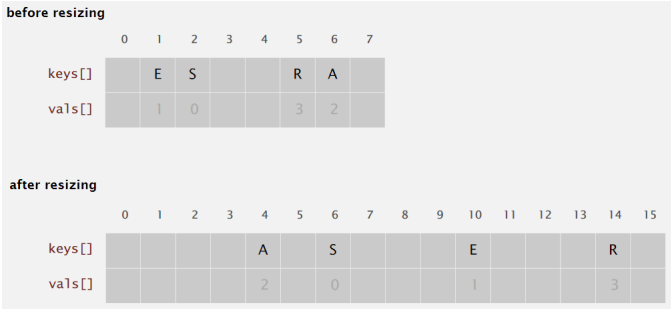 before resizing
0 1 2 3 4 5 6 7
keys[] E S R A
vals[] 1 0 3 2
after resizing
0 1 2 3 4 5 6 7 8 9 10 11 12 13 14 15
keys[] A S E R
vals[] 2 0 1 3